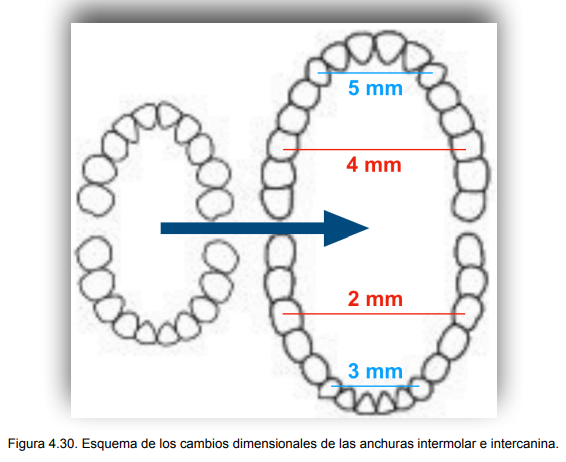 5 mm
4 mm
2 mm
3 mm
Figura 4.30. Esquema de los cambios dimensionales de las anchuras intermolar e intercanina.